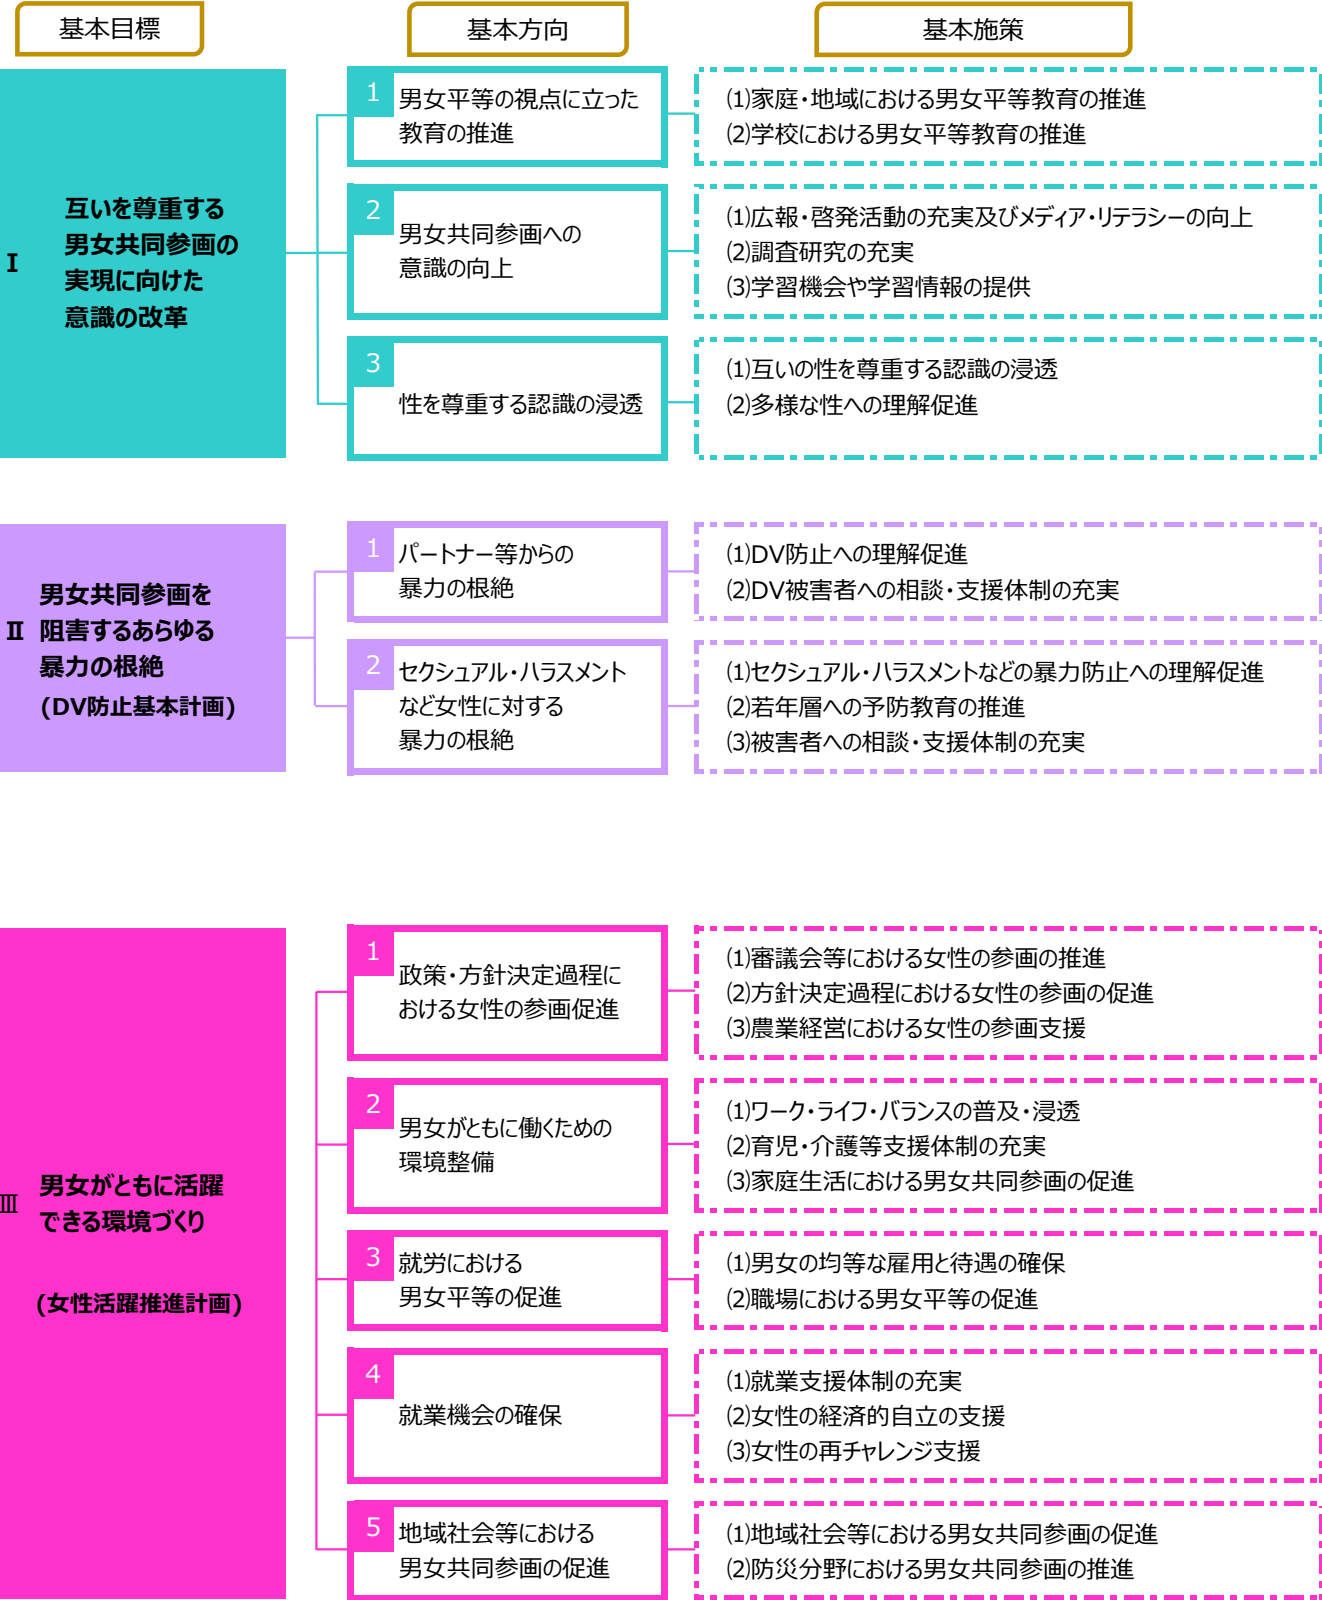 基本目標
基本方向
基本施策
Ⅰ
互いを尊重する
男女共同参画の
実現に向けた
意識の改革
1
男女平等の視点に立った
教育の推進
⑴家庭・地域における男女平等教育の推進
⑵学校における男女平等教育の推進
2
男女共同参画への
意識の向上
⑴広報・啓発活動の充実及びメディア・リテラシーの向上
⑵調査研究の充実
⑶学習機会や学習情報の提供
3
性を尊重する認識の浸透
⑴互いの性を尊重する認識の浸透
⑵多様な性への理解促進
Ⅱ
男女共同参画を
阻害するあらゆる
暴力の根絶
(DV防止基本計画)
1
パートナー等からの
暴力の根絶
⑴DV防止への理解促進
⑵DV被害者への相談・支援体制の充実
2
セクシュアル・ハラスメント
など女性に対する
暴力の根絶
⑴セクシュアル・ハラスメントなどの暴力防止への理解促進
⑵若年層への予防教育の推進
⑶被害者への相談・支援体制の充実
Ⅲ
男女がともに活躍
できる環境づくり
(女性活躍推進計画)
1
政策・方針決定過程に
おける女性の参画促進
⑴審議会等における女性の参画の推進
⑵方針決定過程における女性の参画の促進
⑶農業経営における女性の参画支援
2
男女がともに働くための
環境整備
⑴ワーク・ライフ・バランスの普及・浸透
⑵育児・介護等支援体制の充実
⑶家庭生活における男女共同参画の促進
3
就労における
男女平等の促進
⑴男女の均等な雇用と待遇の確保
⑵職場における男女平等の促進
4
就業機会の確保
⑴就業支援体制の充実
⑵女性の経済的自立の支援
⑶女性の再チャレンジ支援
5
地域社会等における
男女共同参画の促進
⑴地域社会等における男女共同参画の促進
⑵防災分野における男女共同参画の推進